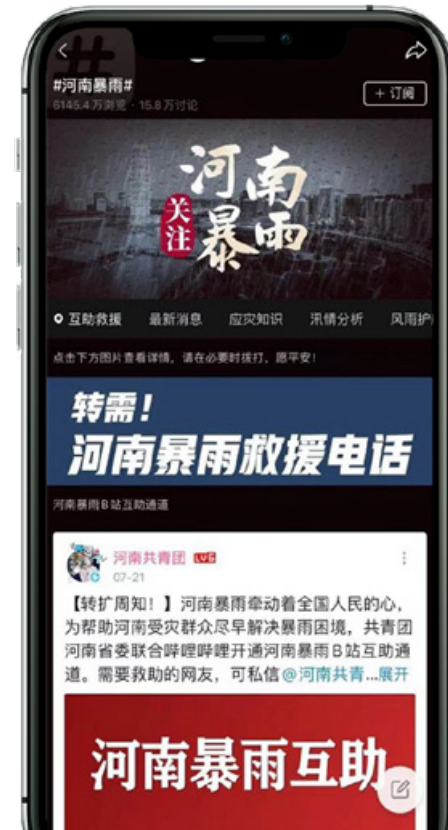 #河南暴雨#
6145.4万浏览 · 15.8万讨论
+ 订阅
关注
河南
暴雨
互助救援 最新消息 应灾知识 汛情分析 风雨护
点击下方图片查看详情,请在必要时拨打,愿平安!
转需!
河南暴雨救援电话
河南暴雨B站互助通道
河南共青团 LV6
07-21
【转扩周知!】河南暴雨牵动着全国人民的心,
为帮助河南受灾群众尽早解决暴雨困境,共青团
河南省委联合哔哩哔哩开通河南暴雨B站互助通
道。需要救助的网友,可私信@河南共青...展开
河南暴雨互助